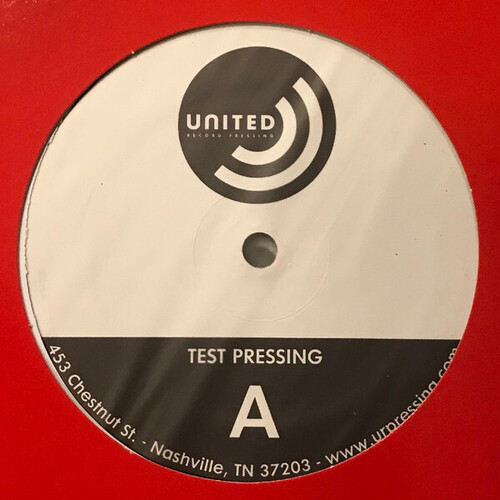 UNITED
RECORD PRESSING
TEST PRESSING
A
453 Chestnut St. - Nashville, TN 37203 - www.urpressing.com